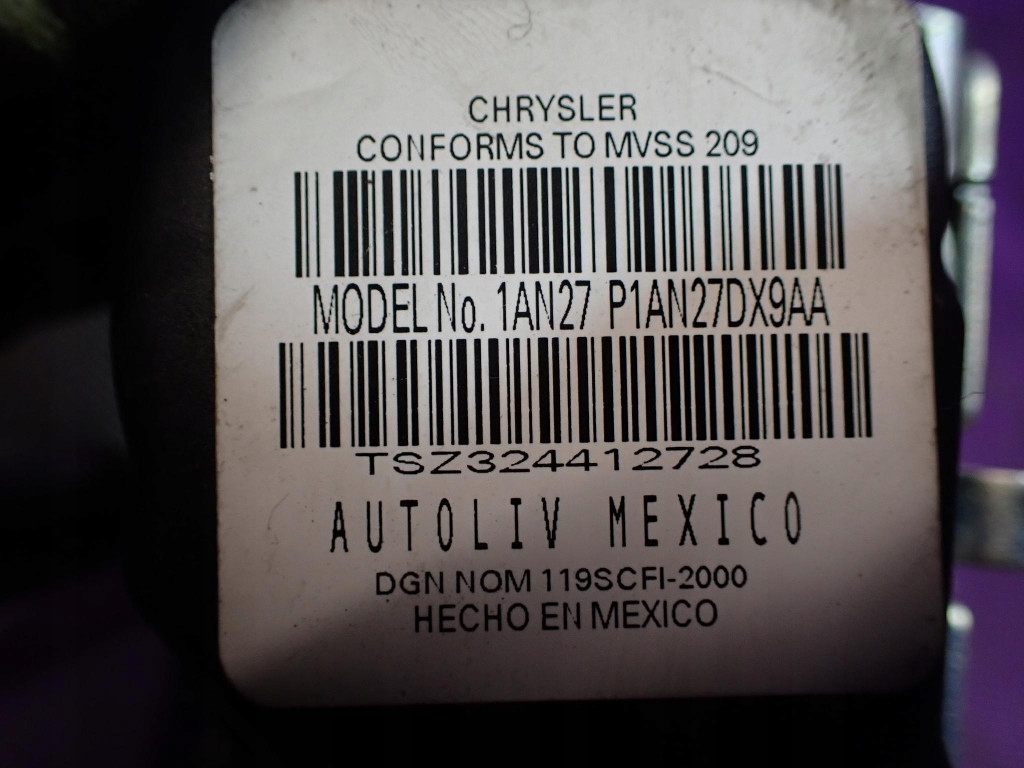 CHRYSLER
CONFORMS TO MVSS 209
MODEL No. 1AN27 P1AN27DX9AA
TSZ324412728
AUTOLIV MEXICO
DGN NOM 119SCFI-2000
HECHO EN MEXICO